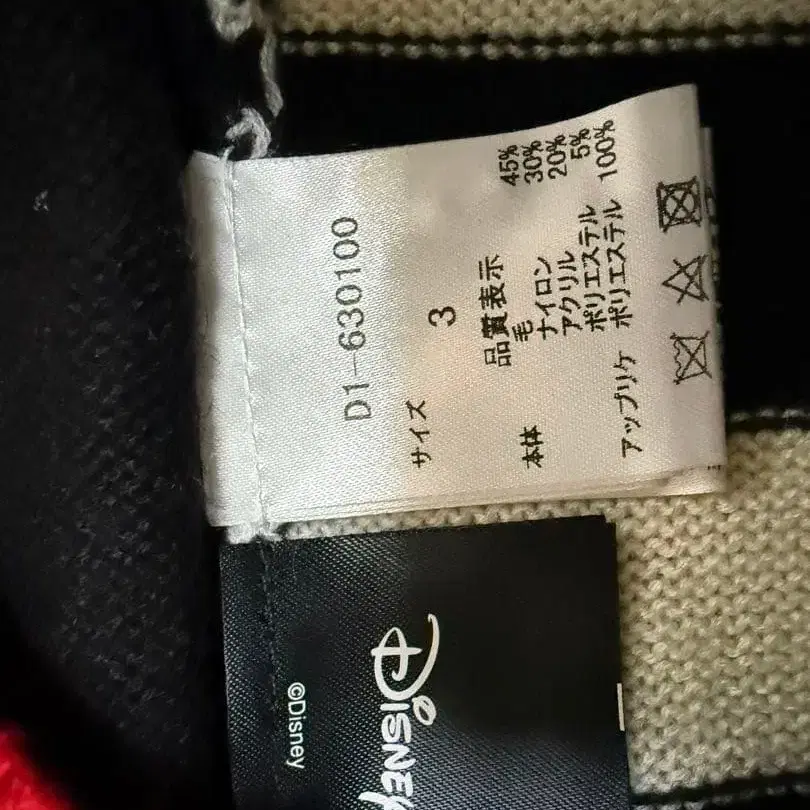 D1-630100
サイズ 3
品質表示
本体 毛 45%
ナイロン 30%
アクリル 20%
ポリエステル 5%
アップリケ ポリエステル 100%
©Disney
Disney